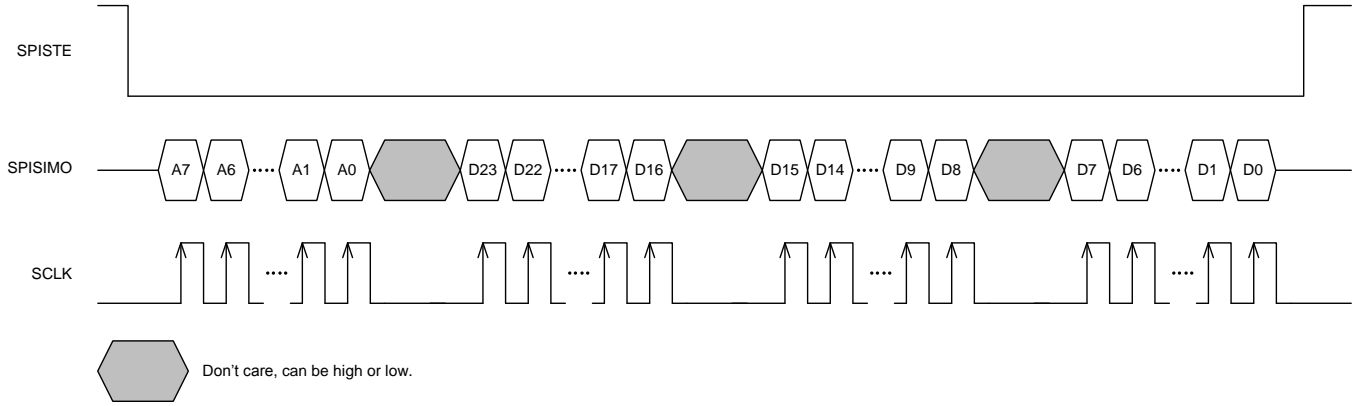 SPISTE
SPISIMO
A7 A6 .... A1 A0 D23 D22 .... D17 D16 D15 D14 .... D9 D8 D7 D6 .... D1 D0
SCLK
.... .... .... ....
Don't care, can be high or low.